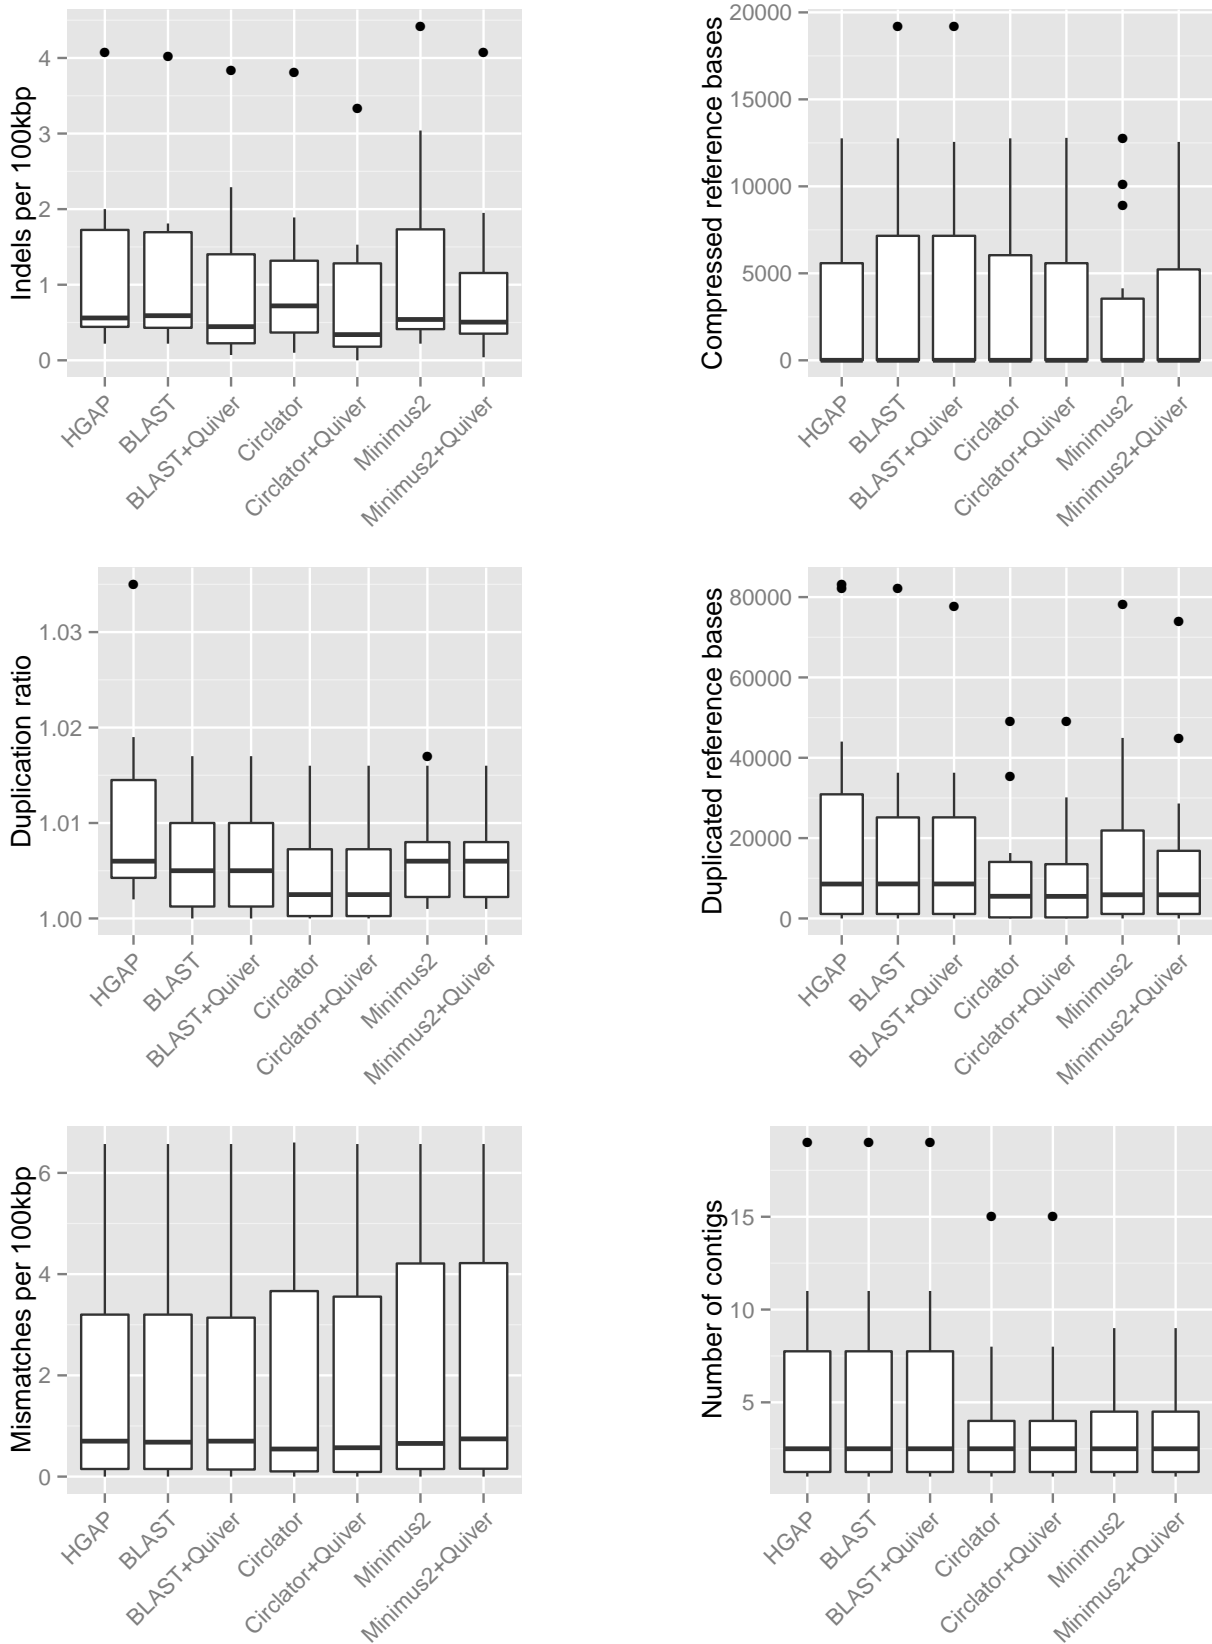 Indels per 100kbp
4
3
2
1
0
HGAP
BLAST
BLAST+Quiver
Circlator
Circlator+Quiver
Minimus2
Minimus2+Quiver
Compressed reference bases
20000
15000
10000
5000
0
HGAP
BLAST
BLAST+Quiver
Circlator
Circlator+Quiver
Minimus2
Minimus2+Quiver
Duplication ratio
1.03
1.02
1.01
1.00
HGAP
BLAST
BLAST+Quiver
Circlator
Circlator+Quiver
Minimus2
Minimus2+Quiver
Duplicated reference bases
80000
60000
40000
20000
0
HGAP
BLAST
BLAST+Quiver
Circlator
Circlator+Quiver
Minimus2
Minimus2+Quiver
Mismatches per 100kbp
6
4
2
0
HGAP
BLAST
BLAST+Quiver
Circlator
Circlator+Quiver
Minimus2
Minimus2+Quiver
Number of contigs
15
10
5
HGAP
BLAST
BLAST+Quiver
Circlator
Circlator+Quiver
Minimus2
Minimus2+Quiver